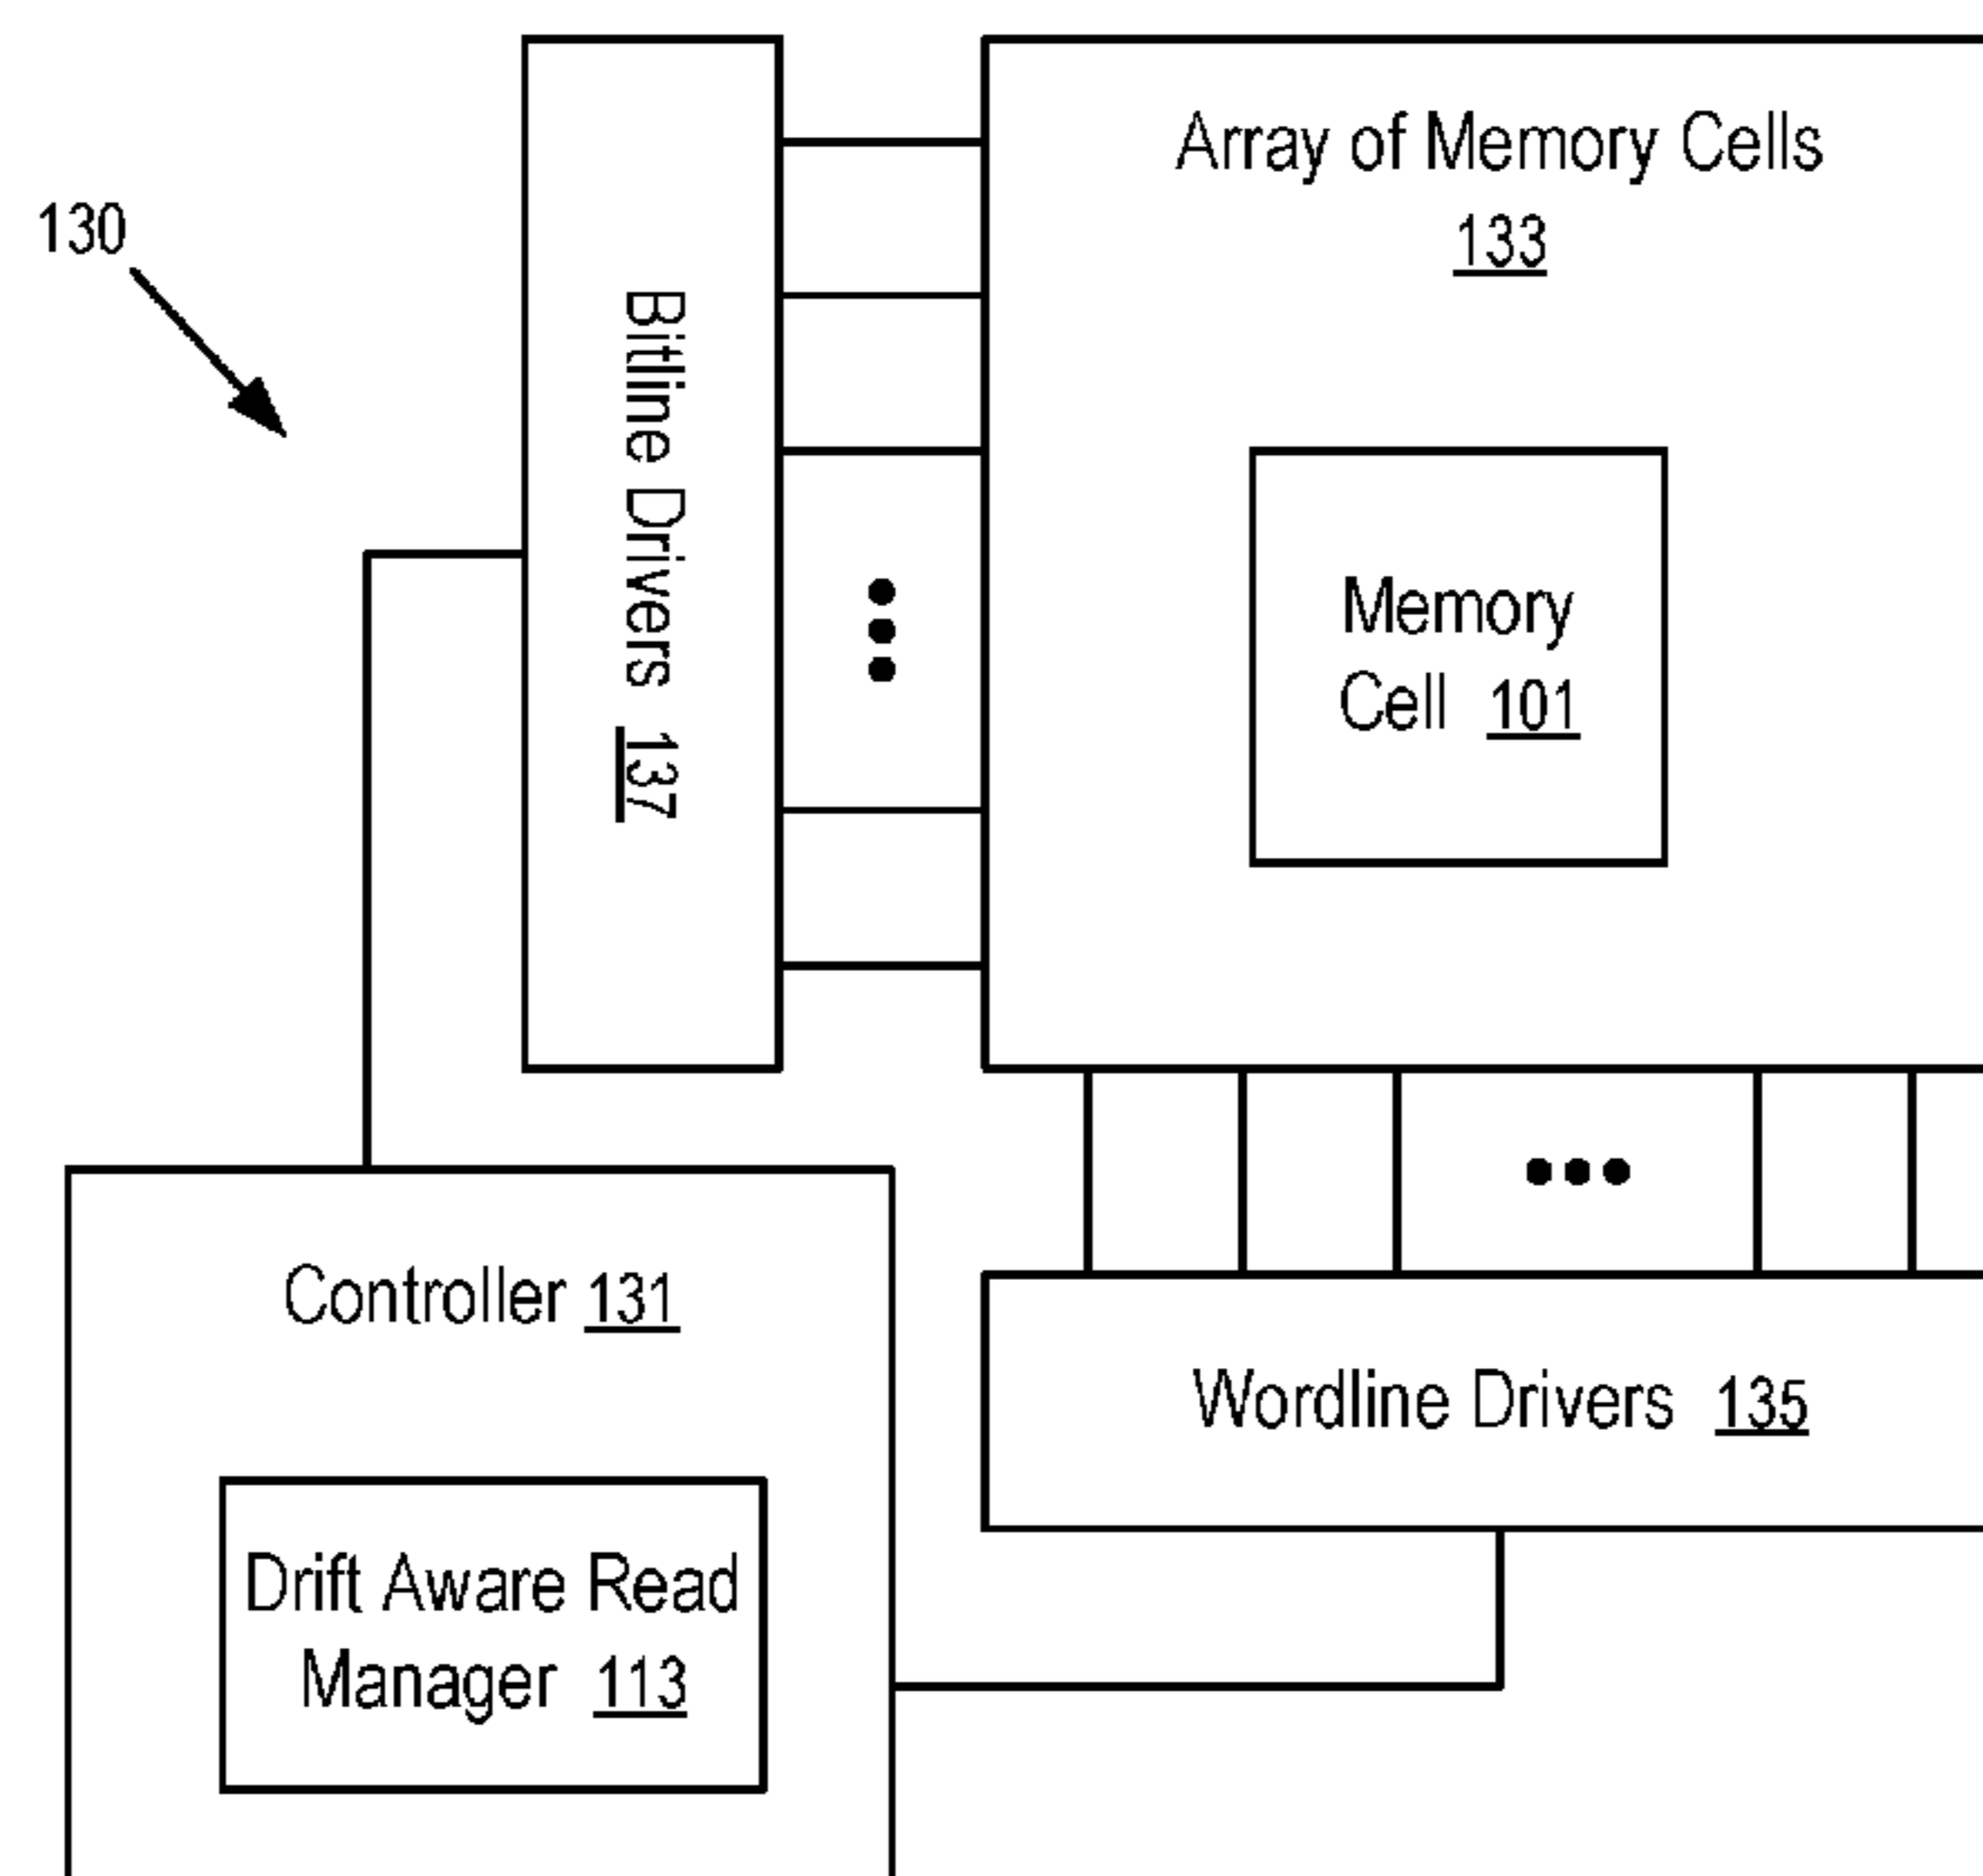 130
Bitline Drivers 137
Array of Memory Cells
133
Memory
Cell 101
Controller 131
Drift Aware Read
Manager 113
Wordline Drivers 135